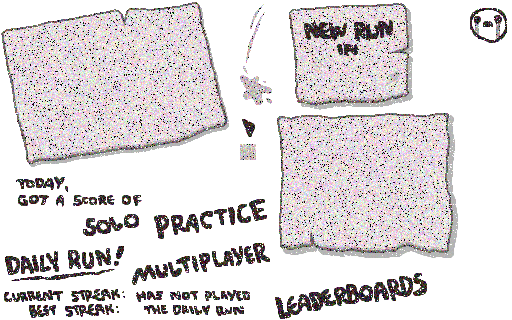 NEW RUN
IN
TODAY,
GOT A SCORE OF
SOLO PRACTICE
DAILY RUN!
MULTIPLAYER
CURRENT STREAK: HAS NOT PLAYED
BEST STREAK: THE DAILY RUN
LEADERBOARDS